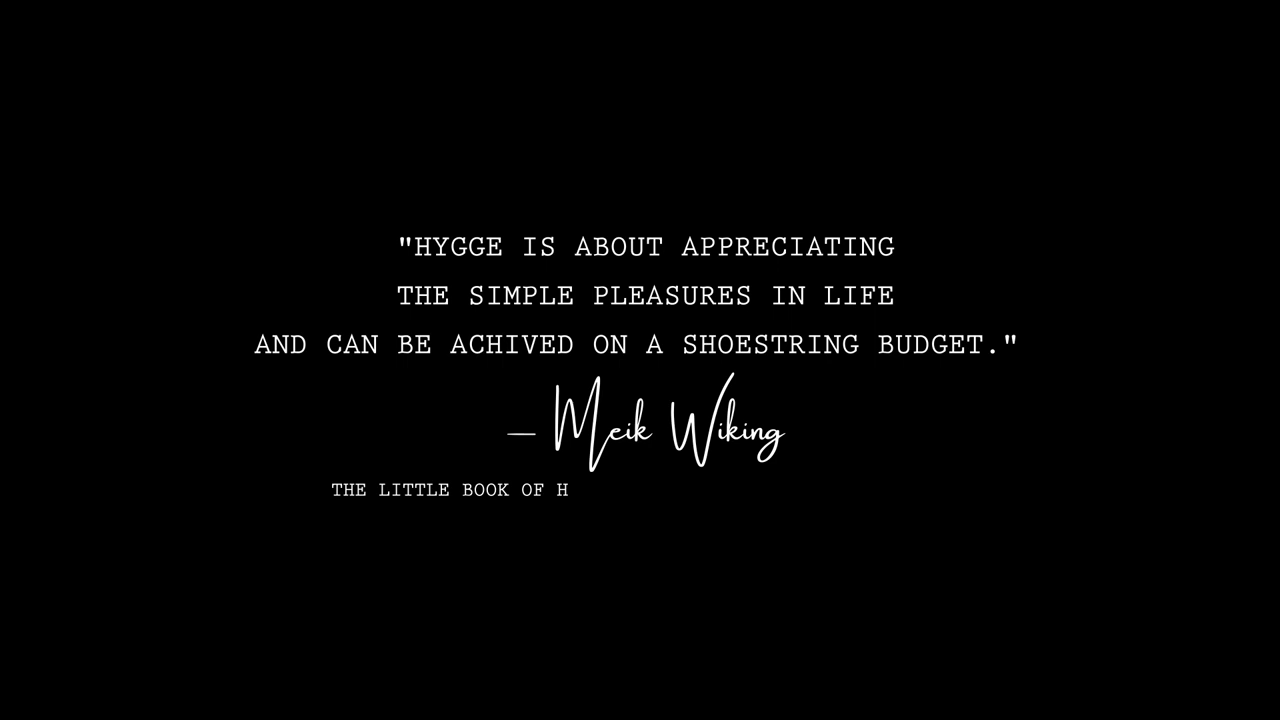 "HYGGE IS ABOUT APPRECIATING
THE SIMPLE PLEASURES IN LIFE
AND CAN BE ACHIVED ON A SHOESTRING BUDGET."
— Meik Wiking
THE LITTLE BOOK OF H